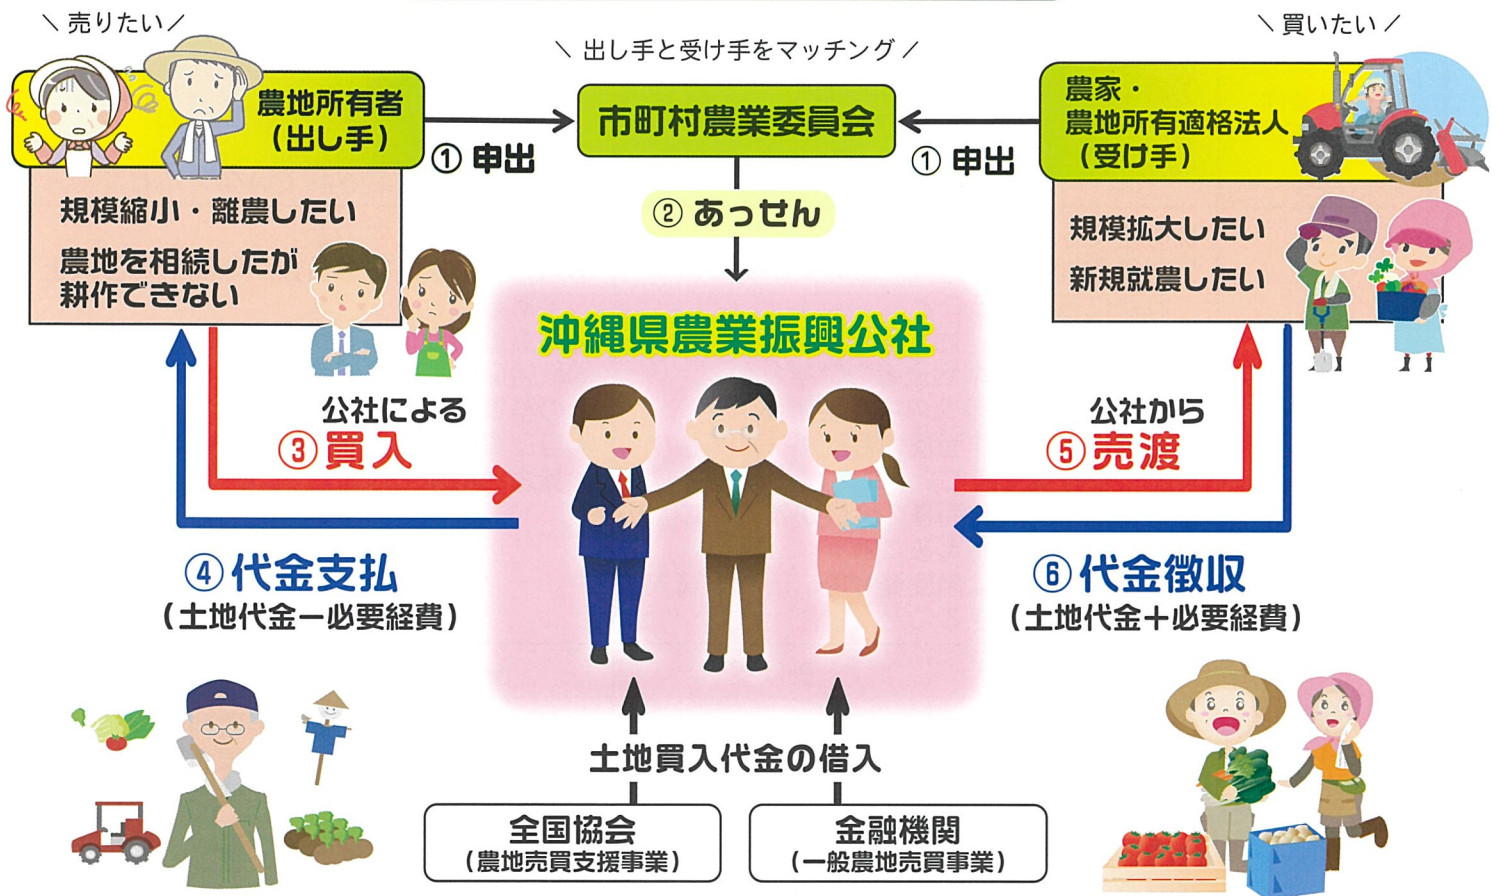 ＼ 売りたい ／
＼ 出し手と受け手をマッチング ／
＼ 買いたい ／
農地所有者
（出し手）
① 申出
市町村農業委員会
① 申出
農家・
農地所有適格法人
（受け手）
② あっせん
規模縮小・離農したい
農地を相続したが
耕作できない
規模拡大したい
新規就農したい
沖縄県農業振興公社
公社による
③ 買入
公社から
⑤ 売渡
④ 代金支払
（土地代金－必要経費）
⑥ 代金徴収
（土地代金＋必要経費）
土地買入代金の借入
全国協会
（農地売買支援事業）
金融機関
（一般農地売買事業）